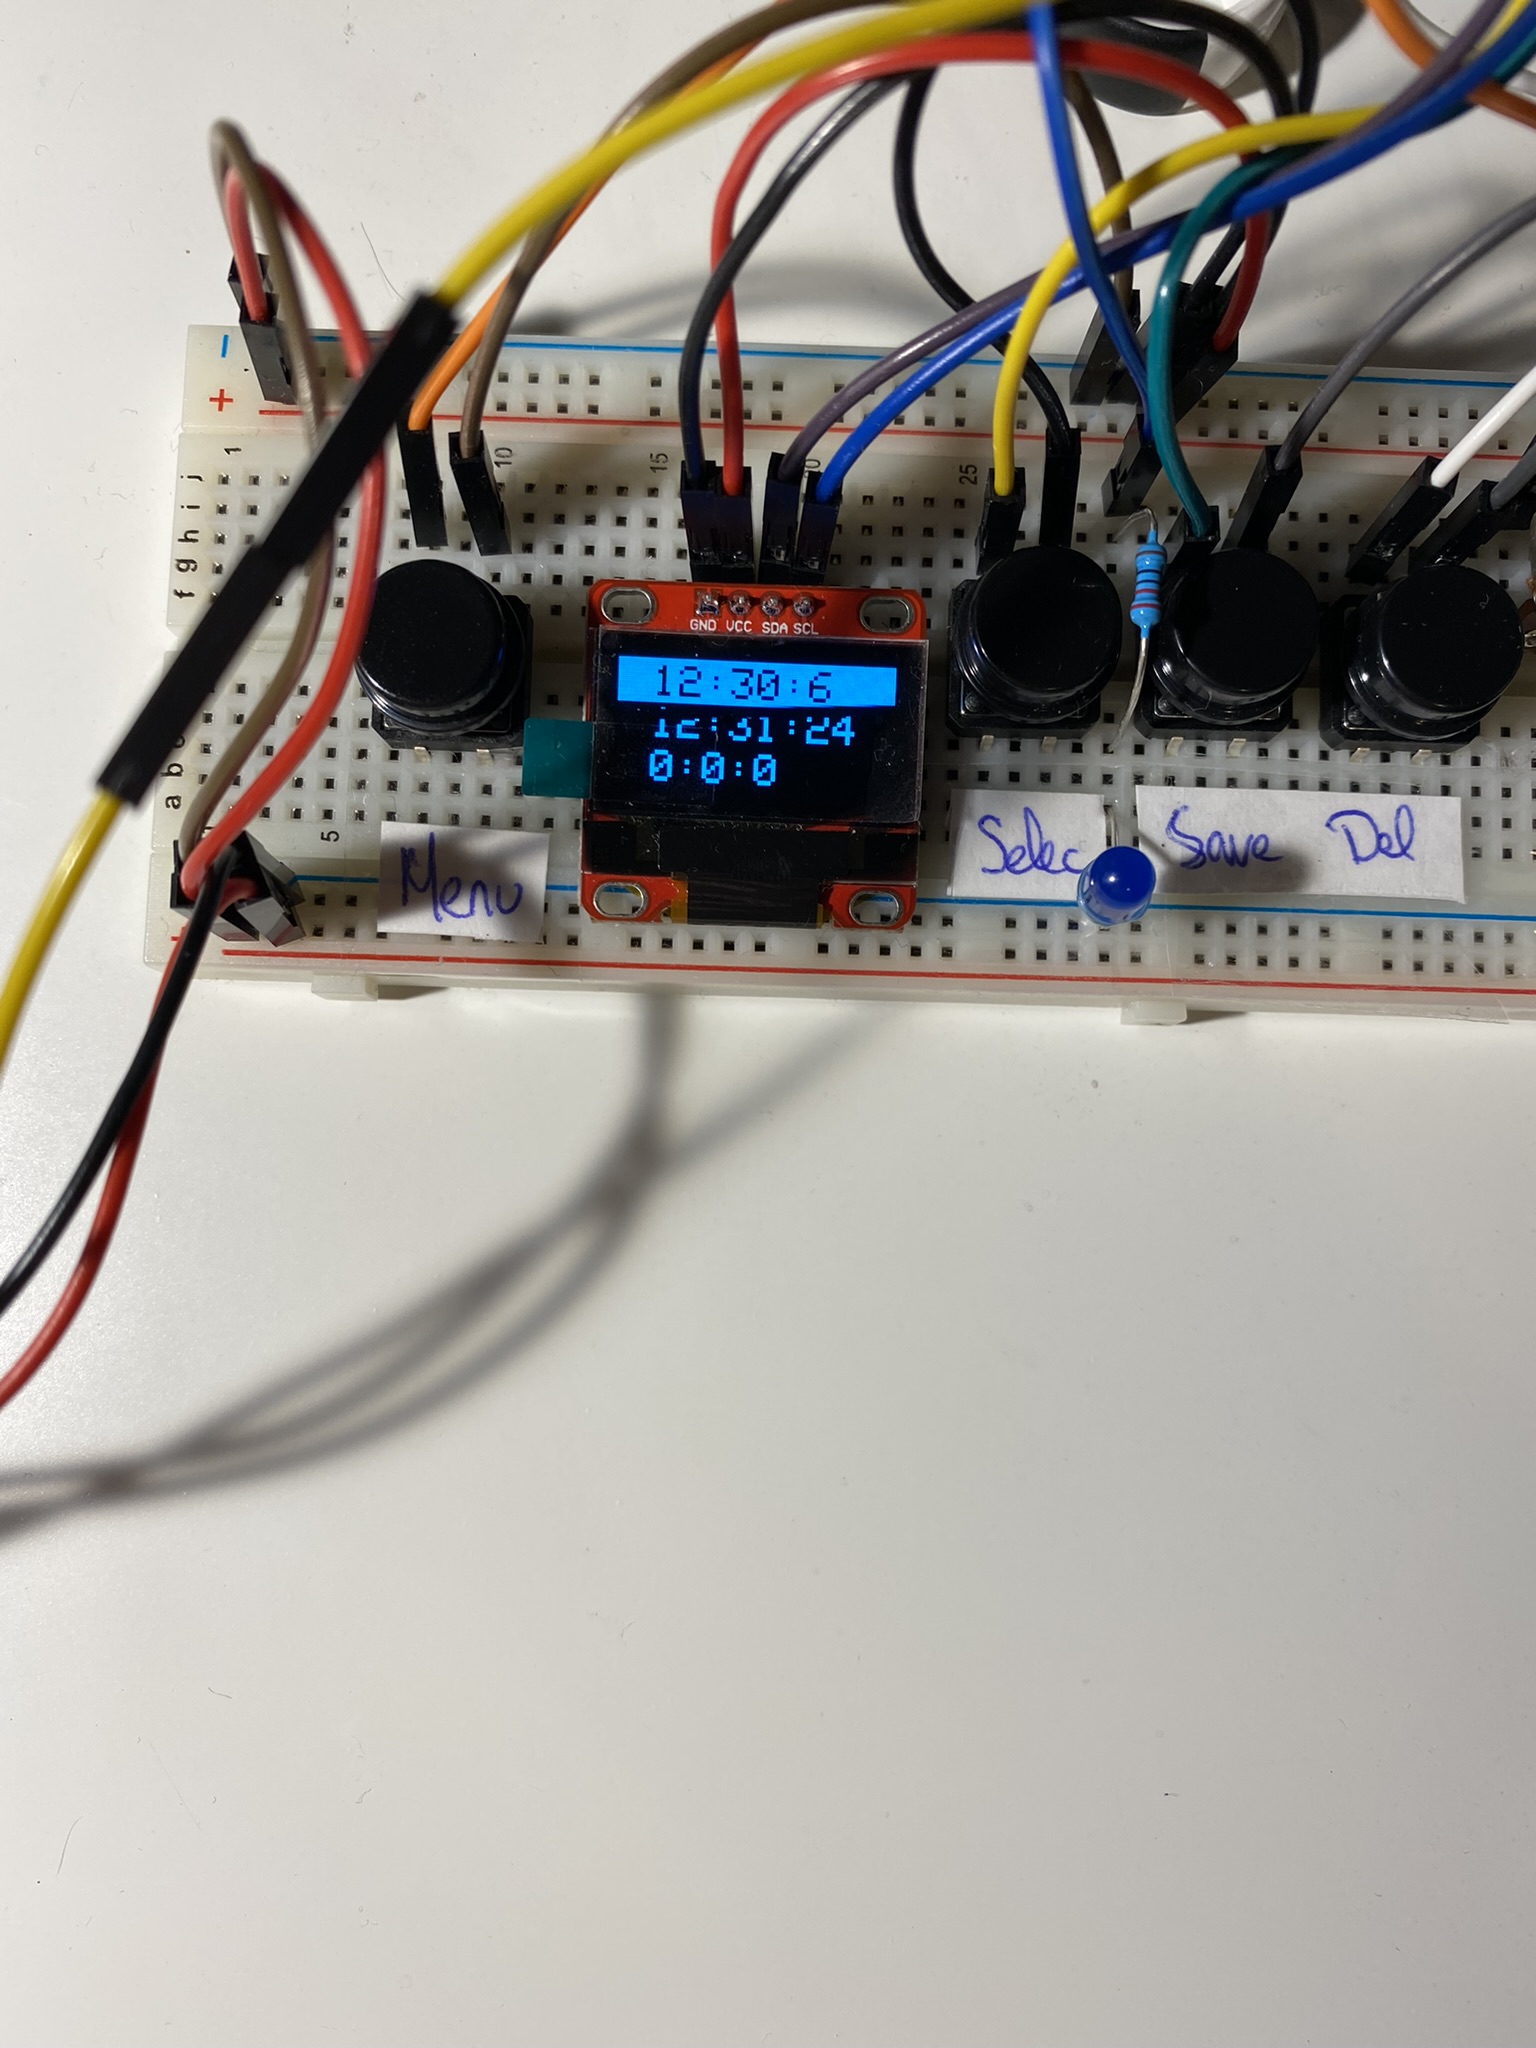 − +
1 10 15 20 25
j
i
h
g
f
GND VCC SDA SCL
12:30:6
12:31:24
0:0:0
b
a
5
Menu
Selec
Save Del
+